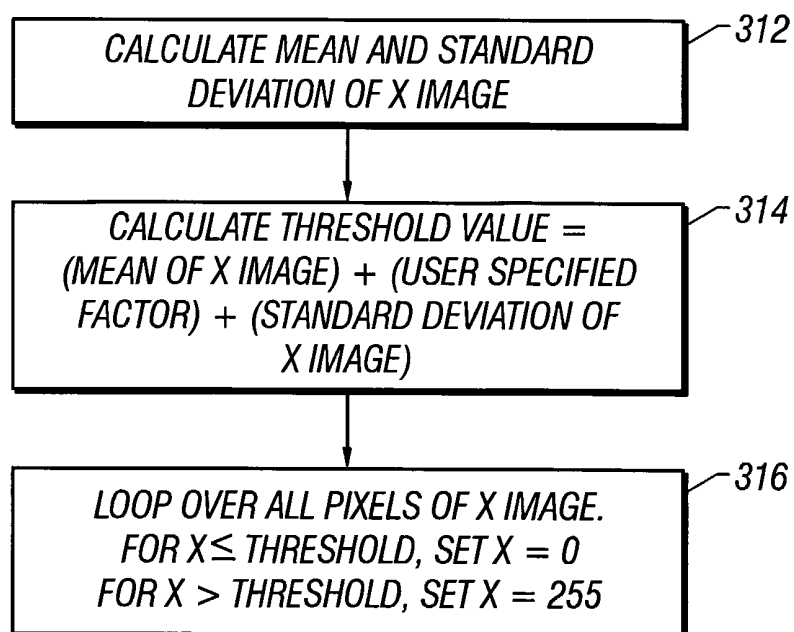 CALCULATE MEAN AND STANDARD
DEVIATION OF X IMAGE
312
CALCULATE THRESHOLD VALUE =
(MEAN OF X IMAGE) + (USER SPECIFIED
FACTOR) + (STANDARD DEVIATION OF
X IMAGE)
314
LOOP OVER ALL PIXELS OF X IMAGE.
FOR X ≤ THRESHOLD, SET X = 0
FOR X > THRESHOLD, SET X = 255
316